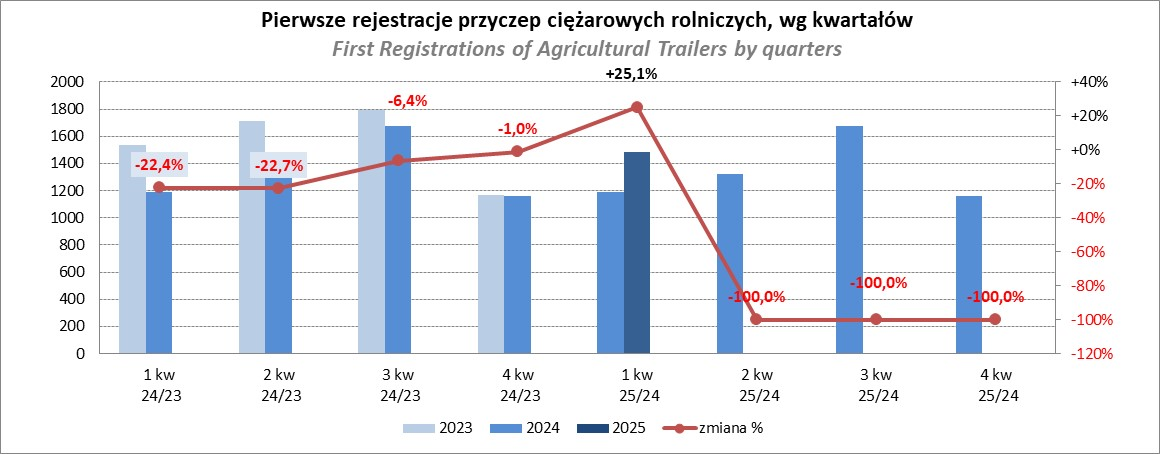 Pierwsze rejestracje przyczep ciężarowych rolniczych, wg kwartałów
First Registrations of Agricultural Trailers by quarters
+25,1%
2000 +40%
1800 -6,4% +20%
1600 -1,0% +0%
1400 -22,4% -22,7% -20%
1200 -40%
1000 -60%
800 -80%
600 -100%
400 -100,0% -100,0% -100,0% -120%
200
0
1 kw 2 kw 3 kw 4 kw 1 kw 2 kw 3 kw 4 kw
24/23 24/23 24/23 24/23 25/24 25/24 25/24 25/24
2023 2024 2025 zmiana %